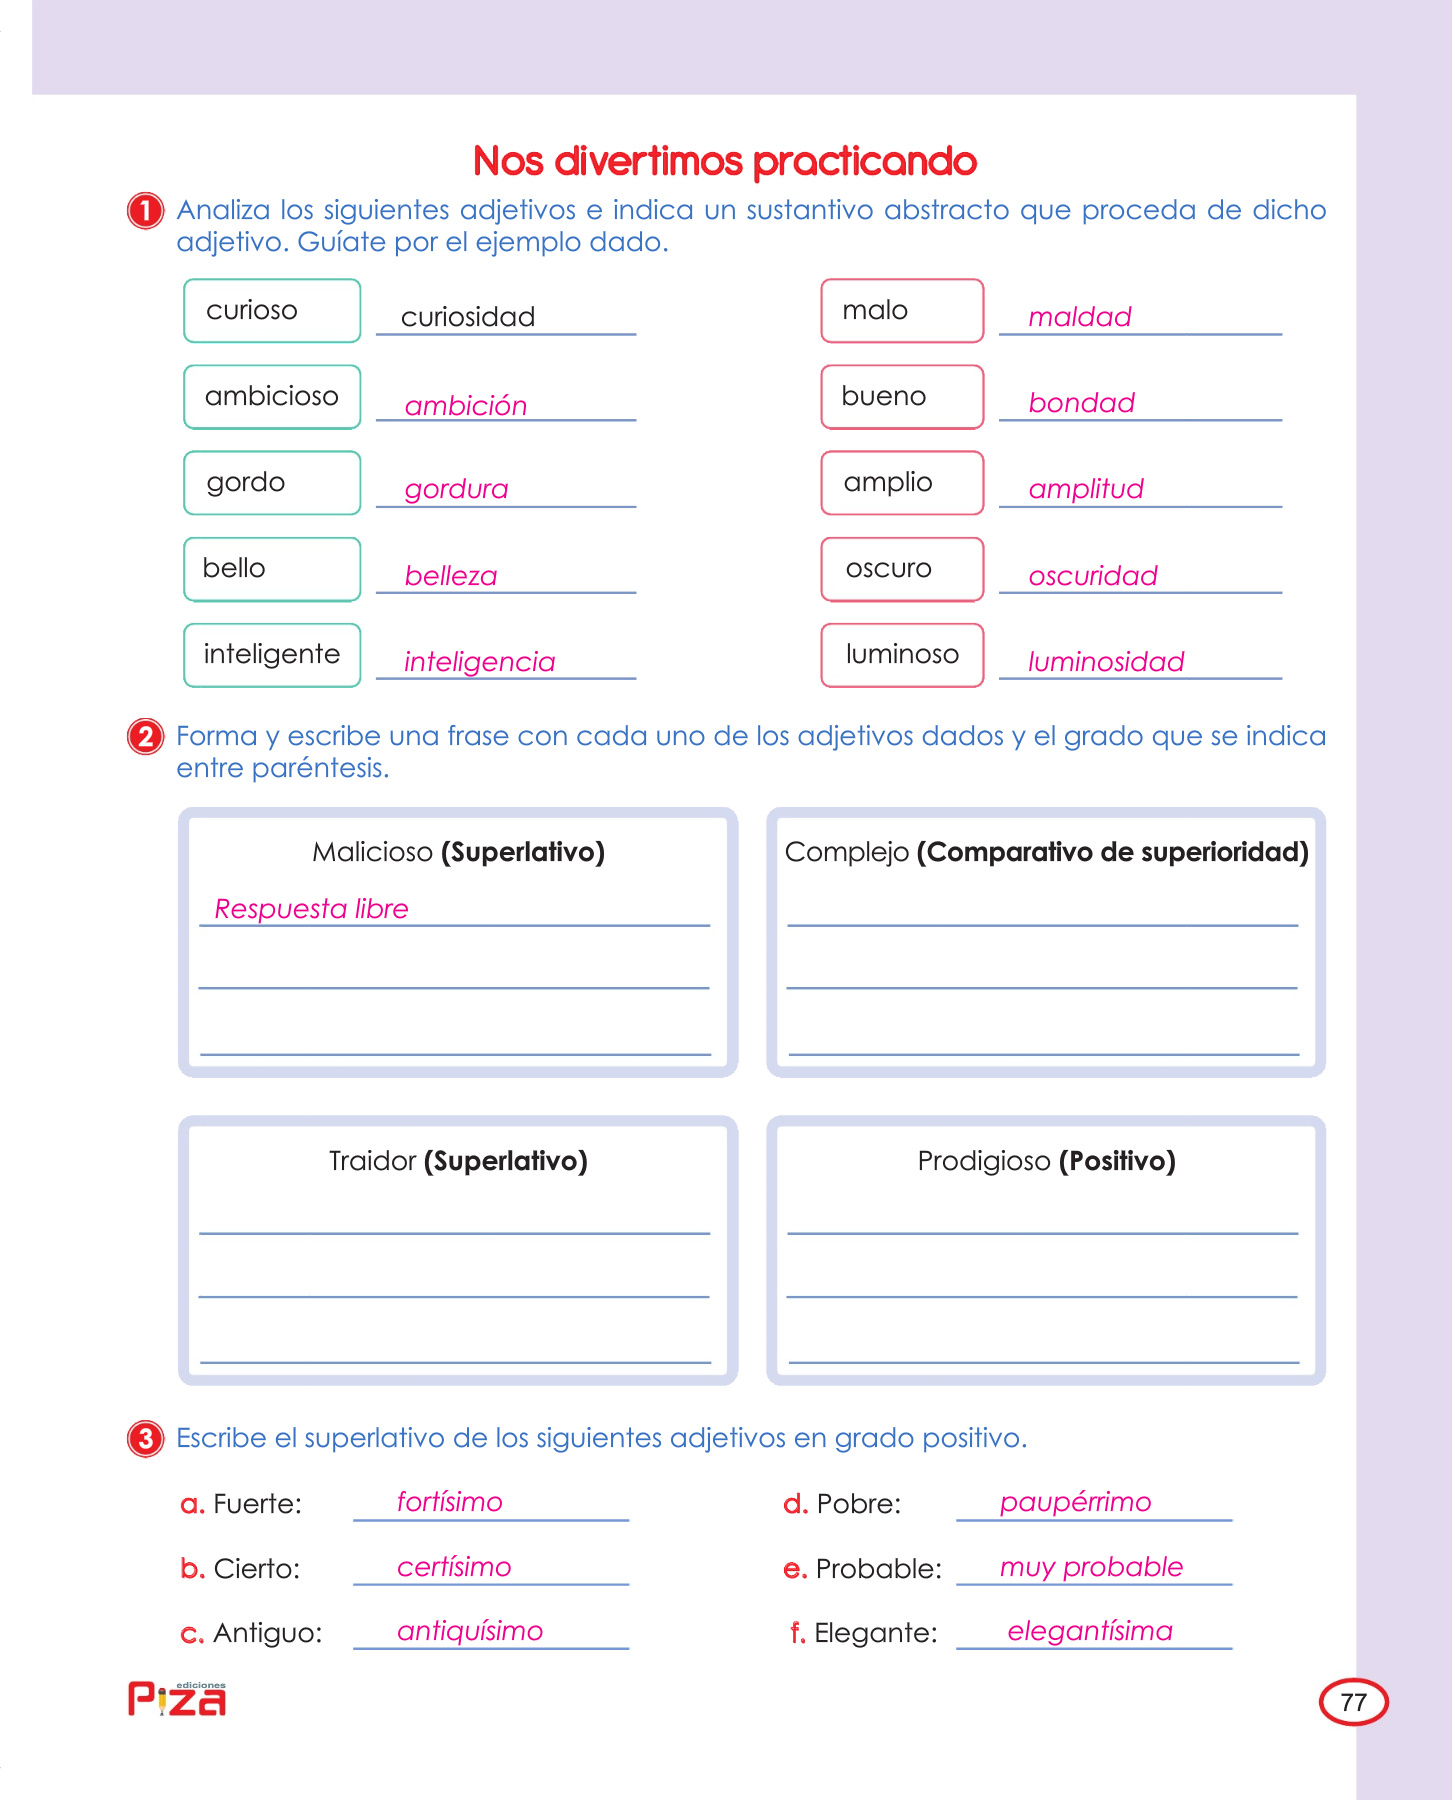 Nos divertimos practicando
1 Analiza los siguientes adjetivos e indica un sustantivo abstracto que proceda de dicho
adjetivo. Guíate por el ejemplo dado.
curioso curiosidad malo maldad
ambicioso ambición bueno bondad
gordo gordura amplio amplitud
bello belleza oscuro oscuridad
inteligente inteligencia luminoso luminosidad
2 Forma y escribe una frase con cada uno de los adjetivos dados y el grado que se indica
entre paréntesis.
Malicioso (Superlativo)
Respuesta libre
Complejo (Comparativo de superioridad)
Traidor (Superlativo)
Prodigioso (Positivo)
3 Escribe el superlativo de los siguientes adjetivos en grado positivo.
a. Fuerte: fortísimo d. Pobre: paupérrimo
b. Cierto: certísimo e. Probable: muy probable
c. Antiguo: antiquísimo f. Elegante: elegantísima
ediciones
Piza
77